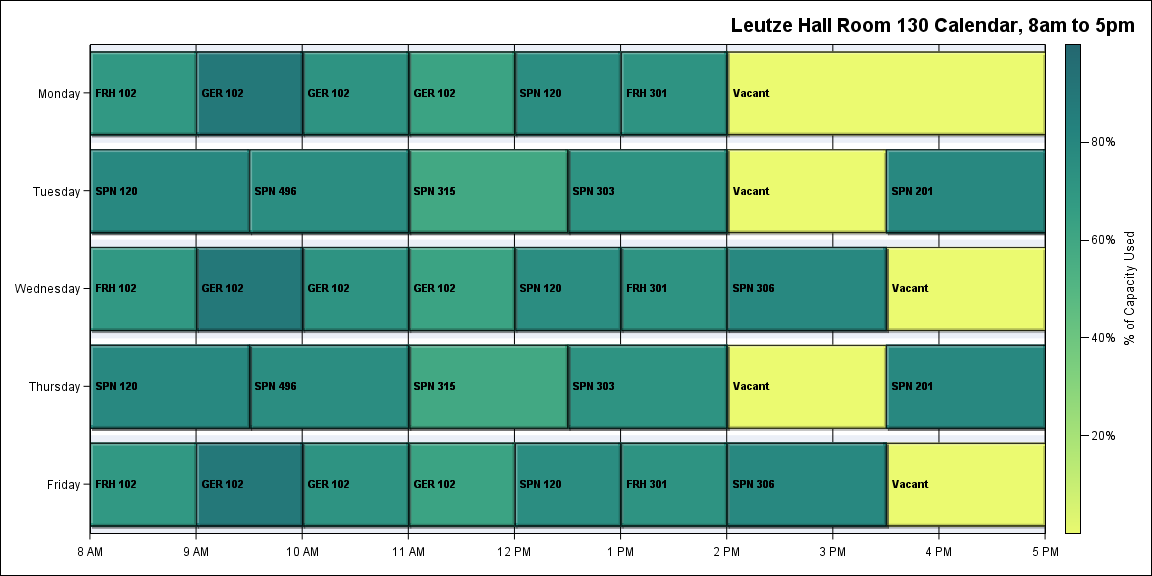 Leutze Hall Room 130 Calendar, 8am to 5pm
Monday
FRH 102
GER 102
GER 102
GER 102
SPN 120
FRH 301
Vacant
Tuesday
SPN 120
SPN 496
SPN 315
SPN 303
Vacant
SPN 201
Wednesday
FRH 102
GER 102
GER 102
GER 102
SPN 120
FRH 301
SPN 306
Vacant
Thursday
SPN 120
SPN 496
SPN 315
SPN 303
Vacant
SPN 201
Friday
FRH 102
GER 102
GER 102
GER 102
SPN 120
FRH 301
SPN 306
Vacant
8 AM
9 AM
10 AM
11 AM
12 PM
1 PM
2 PM
3 PM
4 PM
5 PM
80%
60%
40%
20%
% of Capacity Used